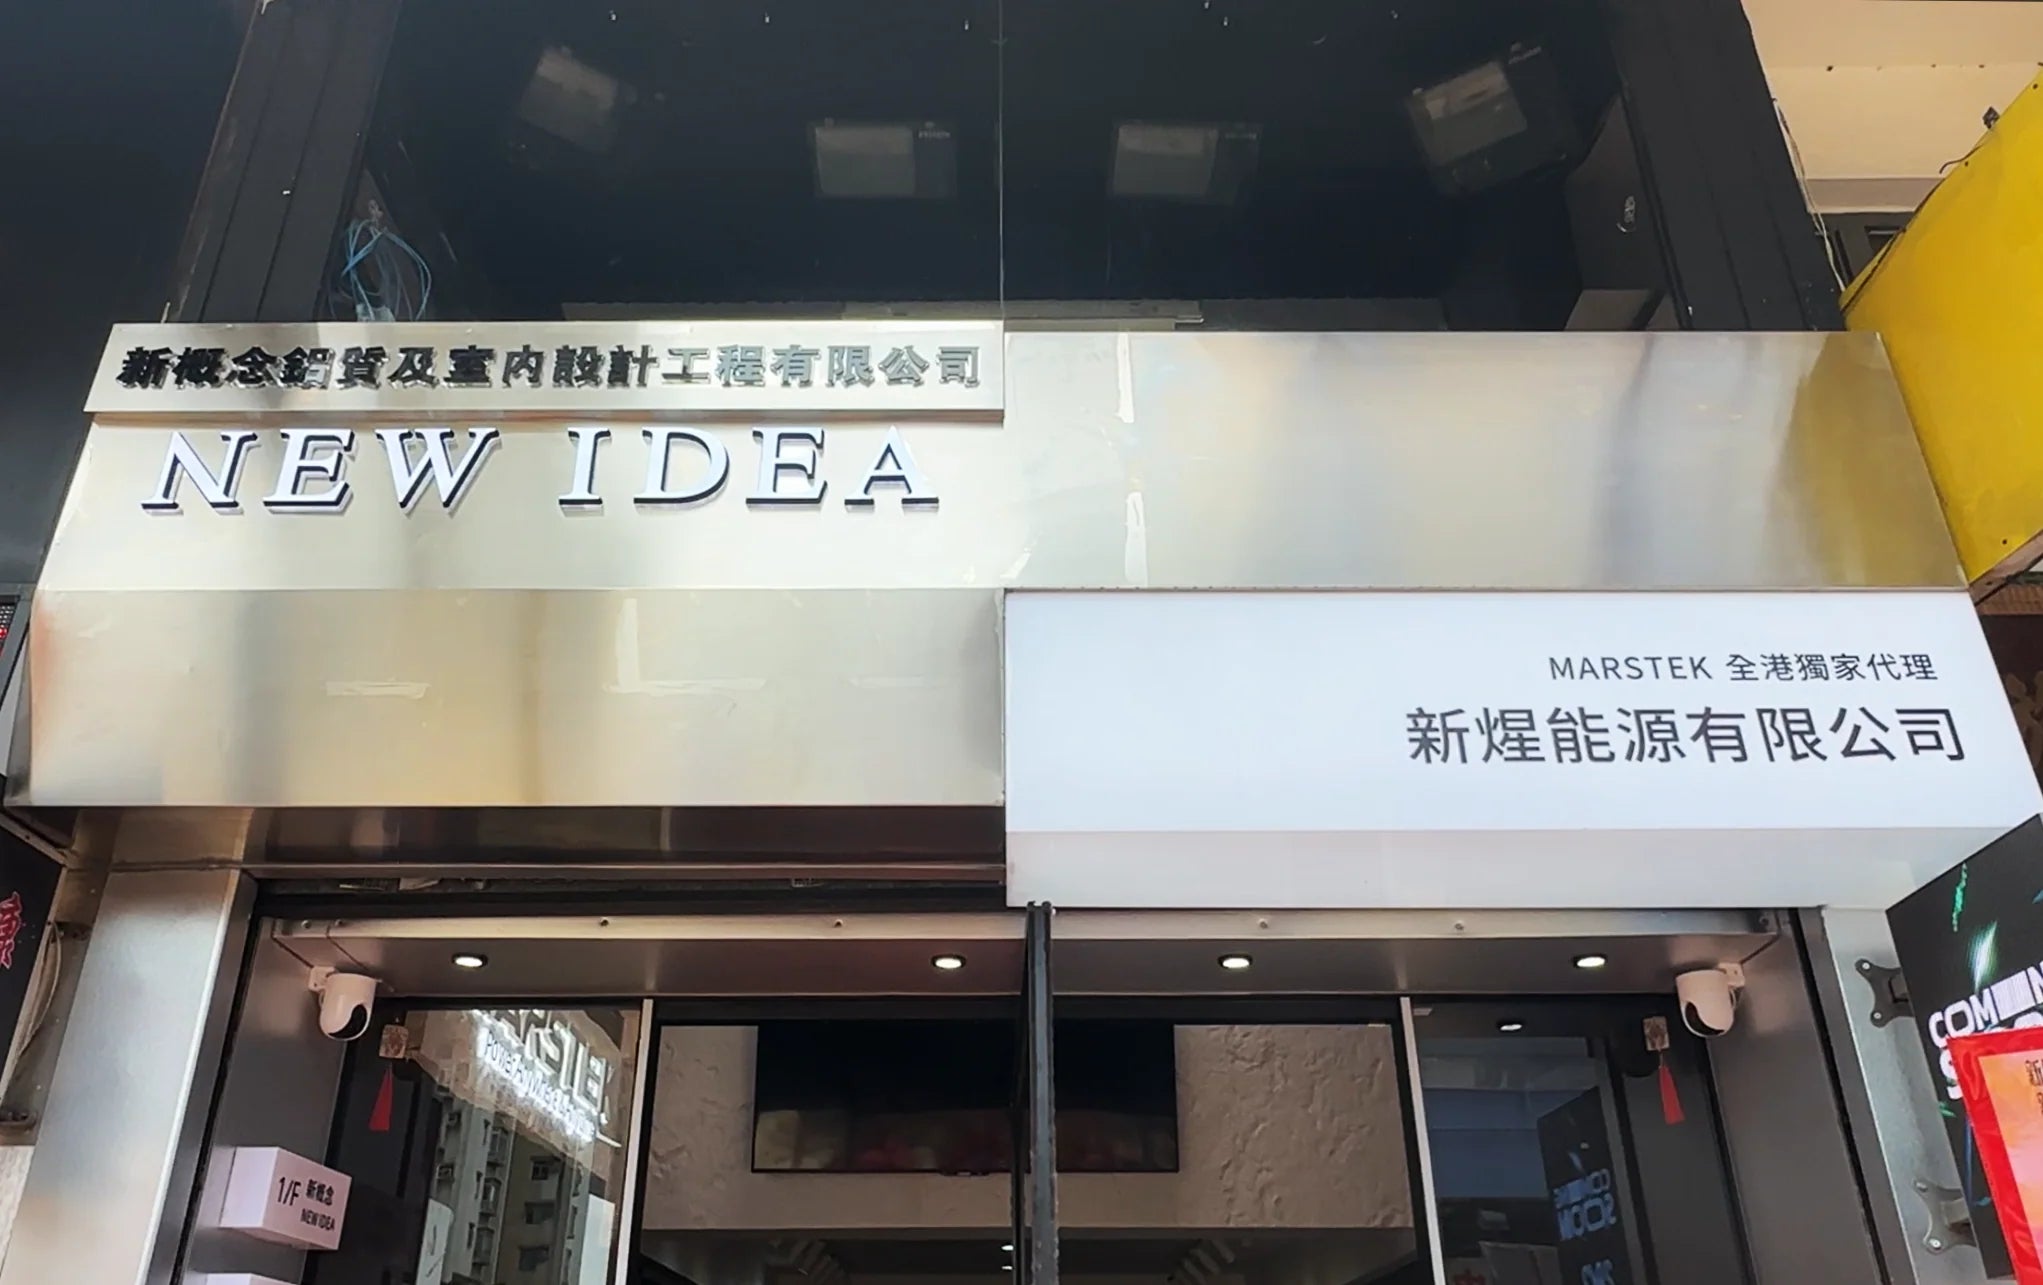 新概念鋁質及室內設計工程有限公司
NEW IDEA
MARSTEK 全港獨家代理
新煋能源有限公司
1/F 新概念
NEW IDEA